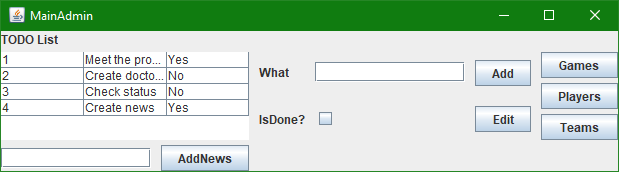 MainAdmin
TODO List
1 Meet the pro... Yes
2 Create docto... No
3 Check status No
4 Create news Yes
AddNews
What Add
IsDone? Edit
Games
Players
Teams